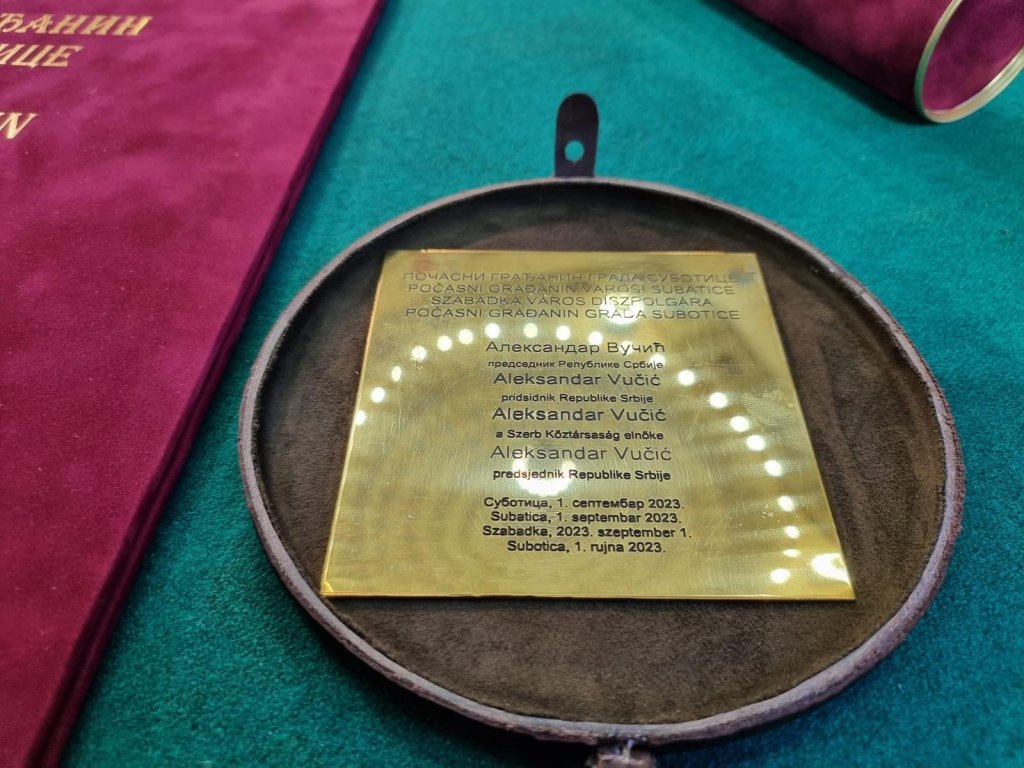 ЂАНИН
ИЦЕ
ПОЧАСНИ ГРАЂАНИН ГРАДА СУБОТИЦЕ
POČASNI GRAĐANIN VAROŠI SUBATICE
SZABADKA VÁROS DÍSZPOLGÁRA
POČASNI GRAĐANIN GRADA SUBOTICE
Александар Вучић
председник Републике Србије
Aleksandar Vučić
pridsidnik Republike Srbije
Aleksandar Vučić
a Szerb Köztársaság elnöke
Aleksandar Vučić
predsjednik Republike Srbije
Суботица, 1. септембар 2023.
Subatica, 1. septembar 2023.
Szabadka, 2023. szeptember 1.
Subotica, 1. rujna 2023.